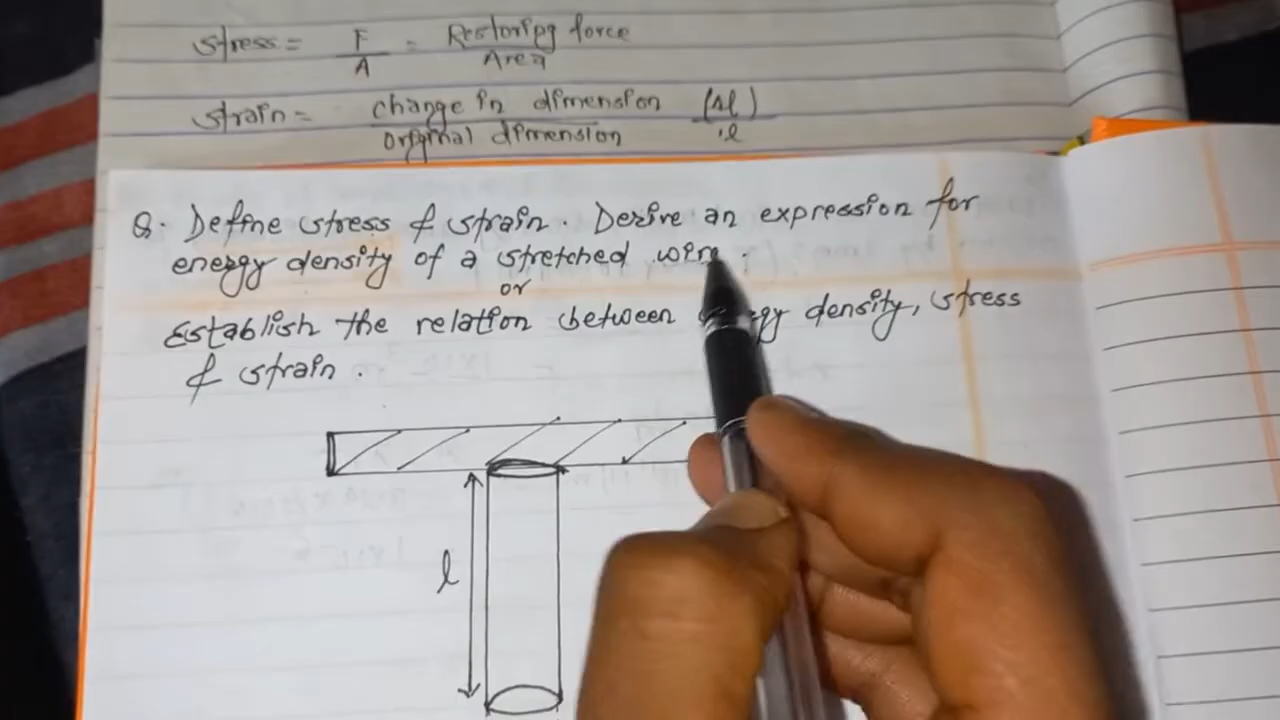 stress = F/A = Restoring force/Area
strain = change in dimension/original dimension (Δl)/l
Q. Define stress & strain. Derive an expression for
energy density of a stretched wire.
or
Establish the relation between density, stress
& strain.
l